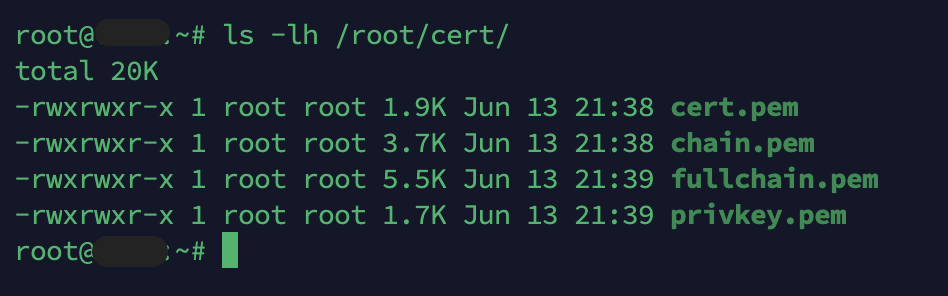 root@:~# ls -lh /root/cert/
total 20K
-rwxrwxr-x 1 root root 1.9K Jun 13 21:38 cert.pem
-rwxrwxr-x 1 root root 3.7K Jun 13 21:38 chain.pem
-rwxrwxr-x 1 root root 5.5K Jun 13 21:39 fullchain.pem
-rwxrwxr-x 1 root root 1.7K Jun 13 21:39 privkey.pem
root@:~#